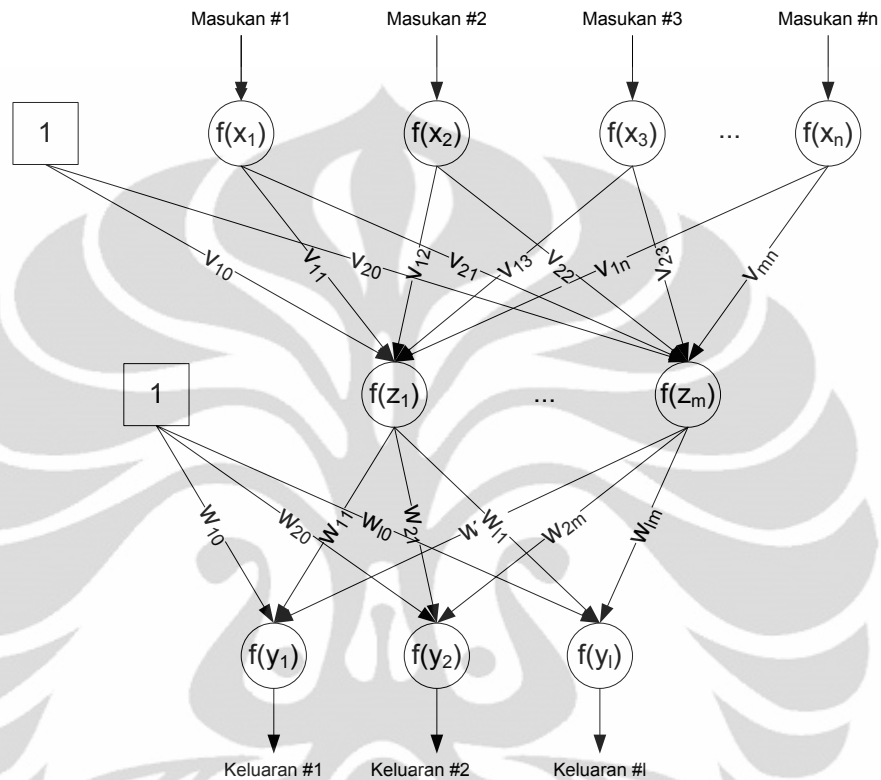 Masukan #1 Masukan #2 Masukan #3 Masukan #n
1 f(x₁) f(x₂) f(x₃) ... f(xₙ)
v₁₀ v₁₁ v₂₀ v₁₂ v₂₁ v₁₃ v₂₂ v₁ₙ v₂₃ vₘₙ
1 f(z₁) ... f(zₘ)
w₁₀ w₂₀ w₁₁ wₗ₀ w₂₁ wₗ₁ w₂ₘ wₗₘ
f(y₁) f(y₂) f(yₗ)
Keluaran #1 Keluaran #2 Keluaran #l